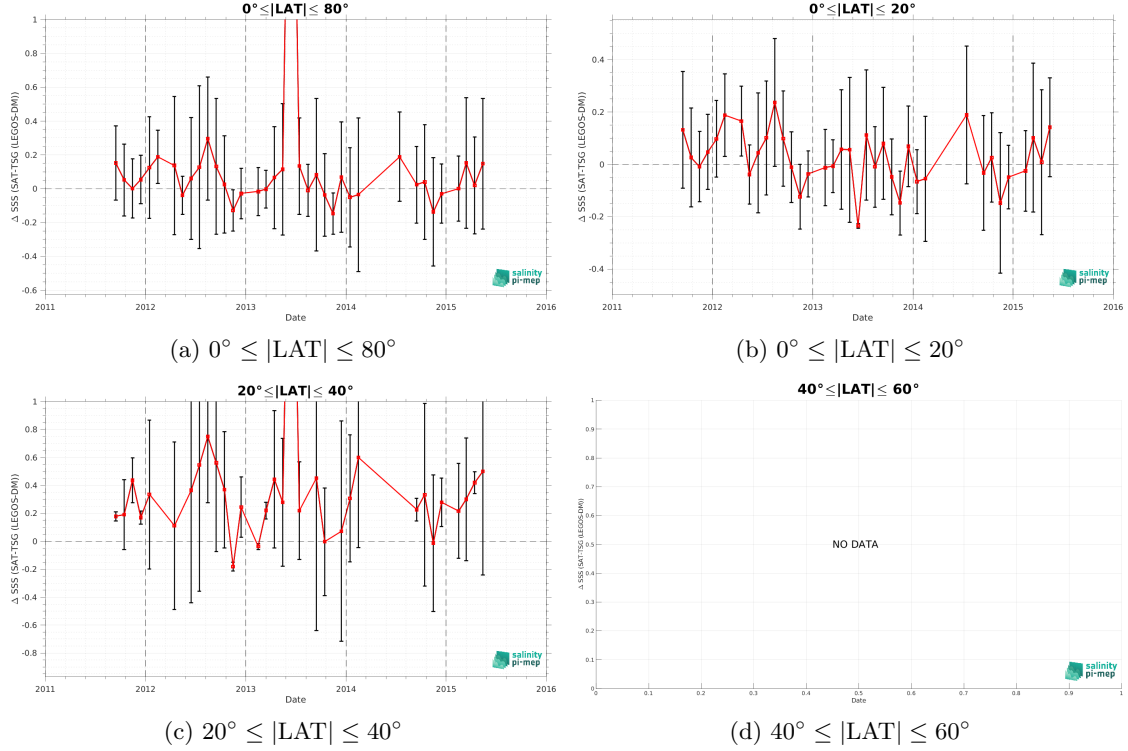 0°≤|LAT|≤ 80°
Δ SSS (SAT-TSG (LEGOS-DM))
1
0.8
0.6
0.4
0.2
0
-0.2
-0.4
-0.6
2011 2012 2013 2014 2015 2016
Date
salinity
pi-mep
(a) 0° ≤ |LAT| ≤ 80°
0°≤|LAT|≤ 20°
Δ SSS (SAT-TSG (LEGOS-DM))
0.4
0.2
0
-0.2
-0.4
2011 2012 2013 2014 2015 2016
Date
salinity
pi-mep
(b) 0° ≤ |LAT| ≤ 20°
20°≤|LAT|≤ 40°
Δ SSS (SAT-TSG (LEGOS-DM))
1
0.8
0.6
0.4
0.2
0
-0.2
-0.4
-0.6
-0.8
2011 2012 2013 2014 2015 2016
Date
salinity
pi-mep
(c) 20° ≤ |LAT| ≤ 40°
40°≤|LAT|≤ 60°
Δ SSS (SAT-TSG (LEGOS-DM))
1
0.9
0.8
0.7
0.6
0.5
0.4
0.3
0.2
0.1
0
NO DATA
0 0.1 0.2 0.3 0.4 0.5 0.6 0.7 0.8 0.9 1
Date
salinity
pi-mep
(d) 40° ≤ |LAT| ≤ 60°